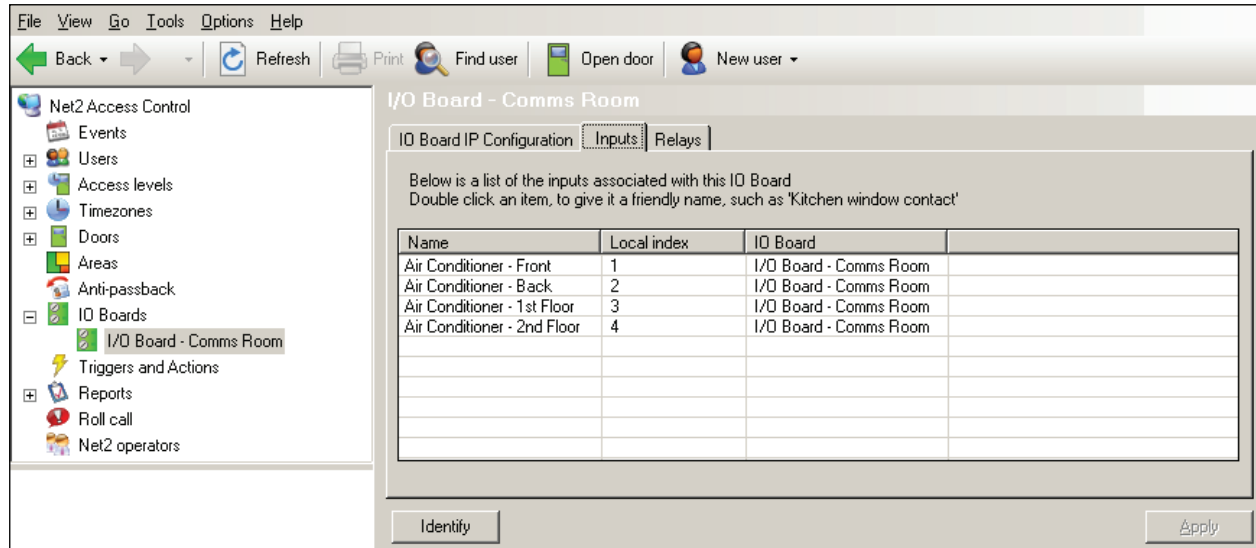 File View Go Tools Options Help
Back Refresh Print Find user Open door New user
Net2 Access Control
Events
Users
Access levels
Timezones
Doors
Areas
Anti-passback
IO Boards
I/O Board - Comms Room
Triggers and Actions
Reports
Roll call
Net2 operators
I/O Board - Comms Room
IO Board IP Configuration Inputs Relays
Below is a list of the inputs associated with this IO Board
Double click an item, to give it a friendly name, such as 'Kitchen window contact'
Name Local index IO Board
Air Conditioner - Front 1 I/O Board - Comms Room
Air Conditioner - Back 2 I/O Board - Comms Room
Air Conditioner - 1st Floor 3 I/O Board - Comms Room
Air Conditioner - 2nd Floor 4 I/O Board - Comms Room
Identify Apply